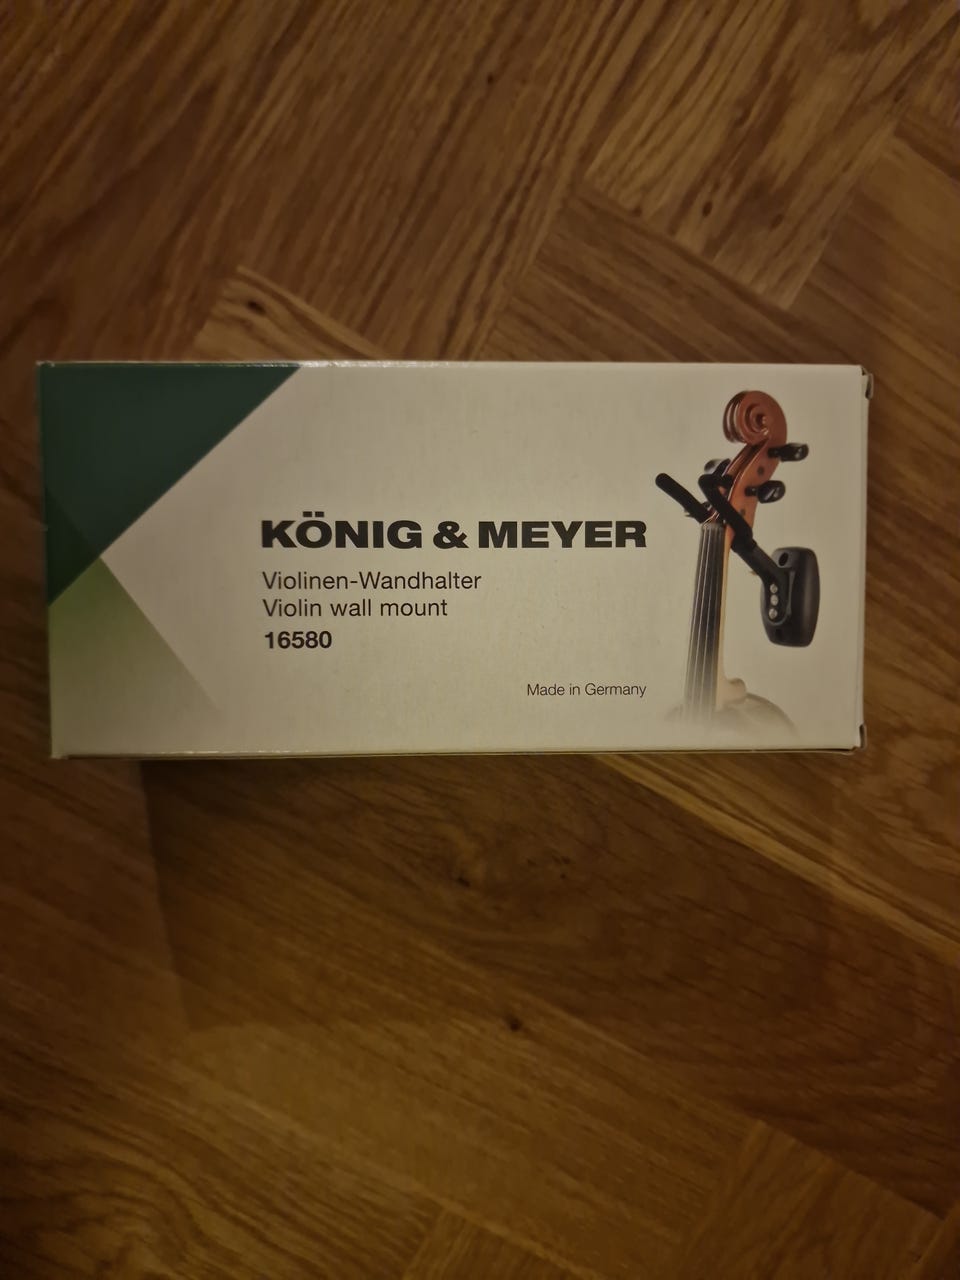 KÖNIG & MEYER
Violinen-Wandhalter
Violin wall mount
16580
Made in Germany